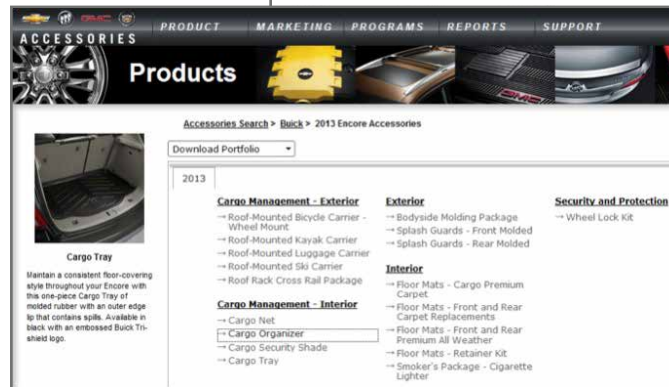 ACCESSORIES
PRODUCT MARKETING PROGRAMS REPORTS SUPPORT
Products
Accessories Search > Buick > 2013 Encore Accessories
Download Portfolio
2013
Cargo Tray
Maintain a consistent floor-covering
style throughout your Encore with
this one-piece Cargo Tray of
molded rubber with an outer edge
lip that contains spills. Available in
black with an embossed Buick Tri-
shield logo.
Cargo Management - Exterior
→ Roof-Mounted Bicycle Carrier -
Wheel Mount
→ Roof-Mounted Kayak Carrier
→ Roof-Mounted Luggage Carrier
→ Roof-Mounted Ski Carrier
→ Roof Rack Cross Rail Package
Cargo Management - Interior
→ Cargo Net
→ Cargo Organizer
→ Cargo Security Shade
→ Cargo Tray
Exterior
→ Bodyside Molding Package
→ Splash Guards - Front Molded
→ Splash Guards - Rear Molded
Interior
→ Floor Mats - Cargo Premium
Carpet
→ Floor Mats - Front and Rear
Carpet Replacements
→ Floor Mats - Front and Rear
Premium All Weather
→ Floor Mats - Retainer Kit
→ Smoker's Package - Cigarette
Lighter
Security and Protection
→ Wheel Lock Kit
GMC